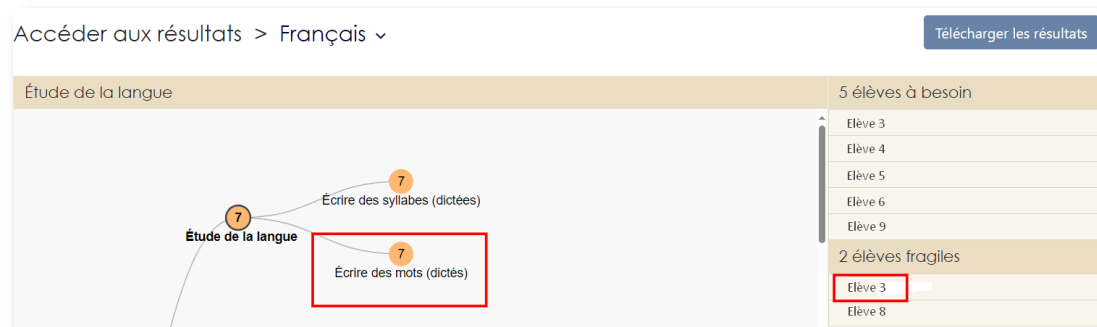 Accéder aux résultats > Français
Télécharger les résultats
Étude de la langue
7
Écrire des syllabes (dictées)
7
Étude de la langue
7
Écrire des mots (dictés)
5 élèves à besoin
Elève 3
Elève 4
Elève 5
Elève 6
Elève 9
2 élèves fragiles
Elève 3
Elève 8